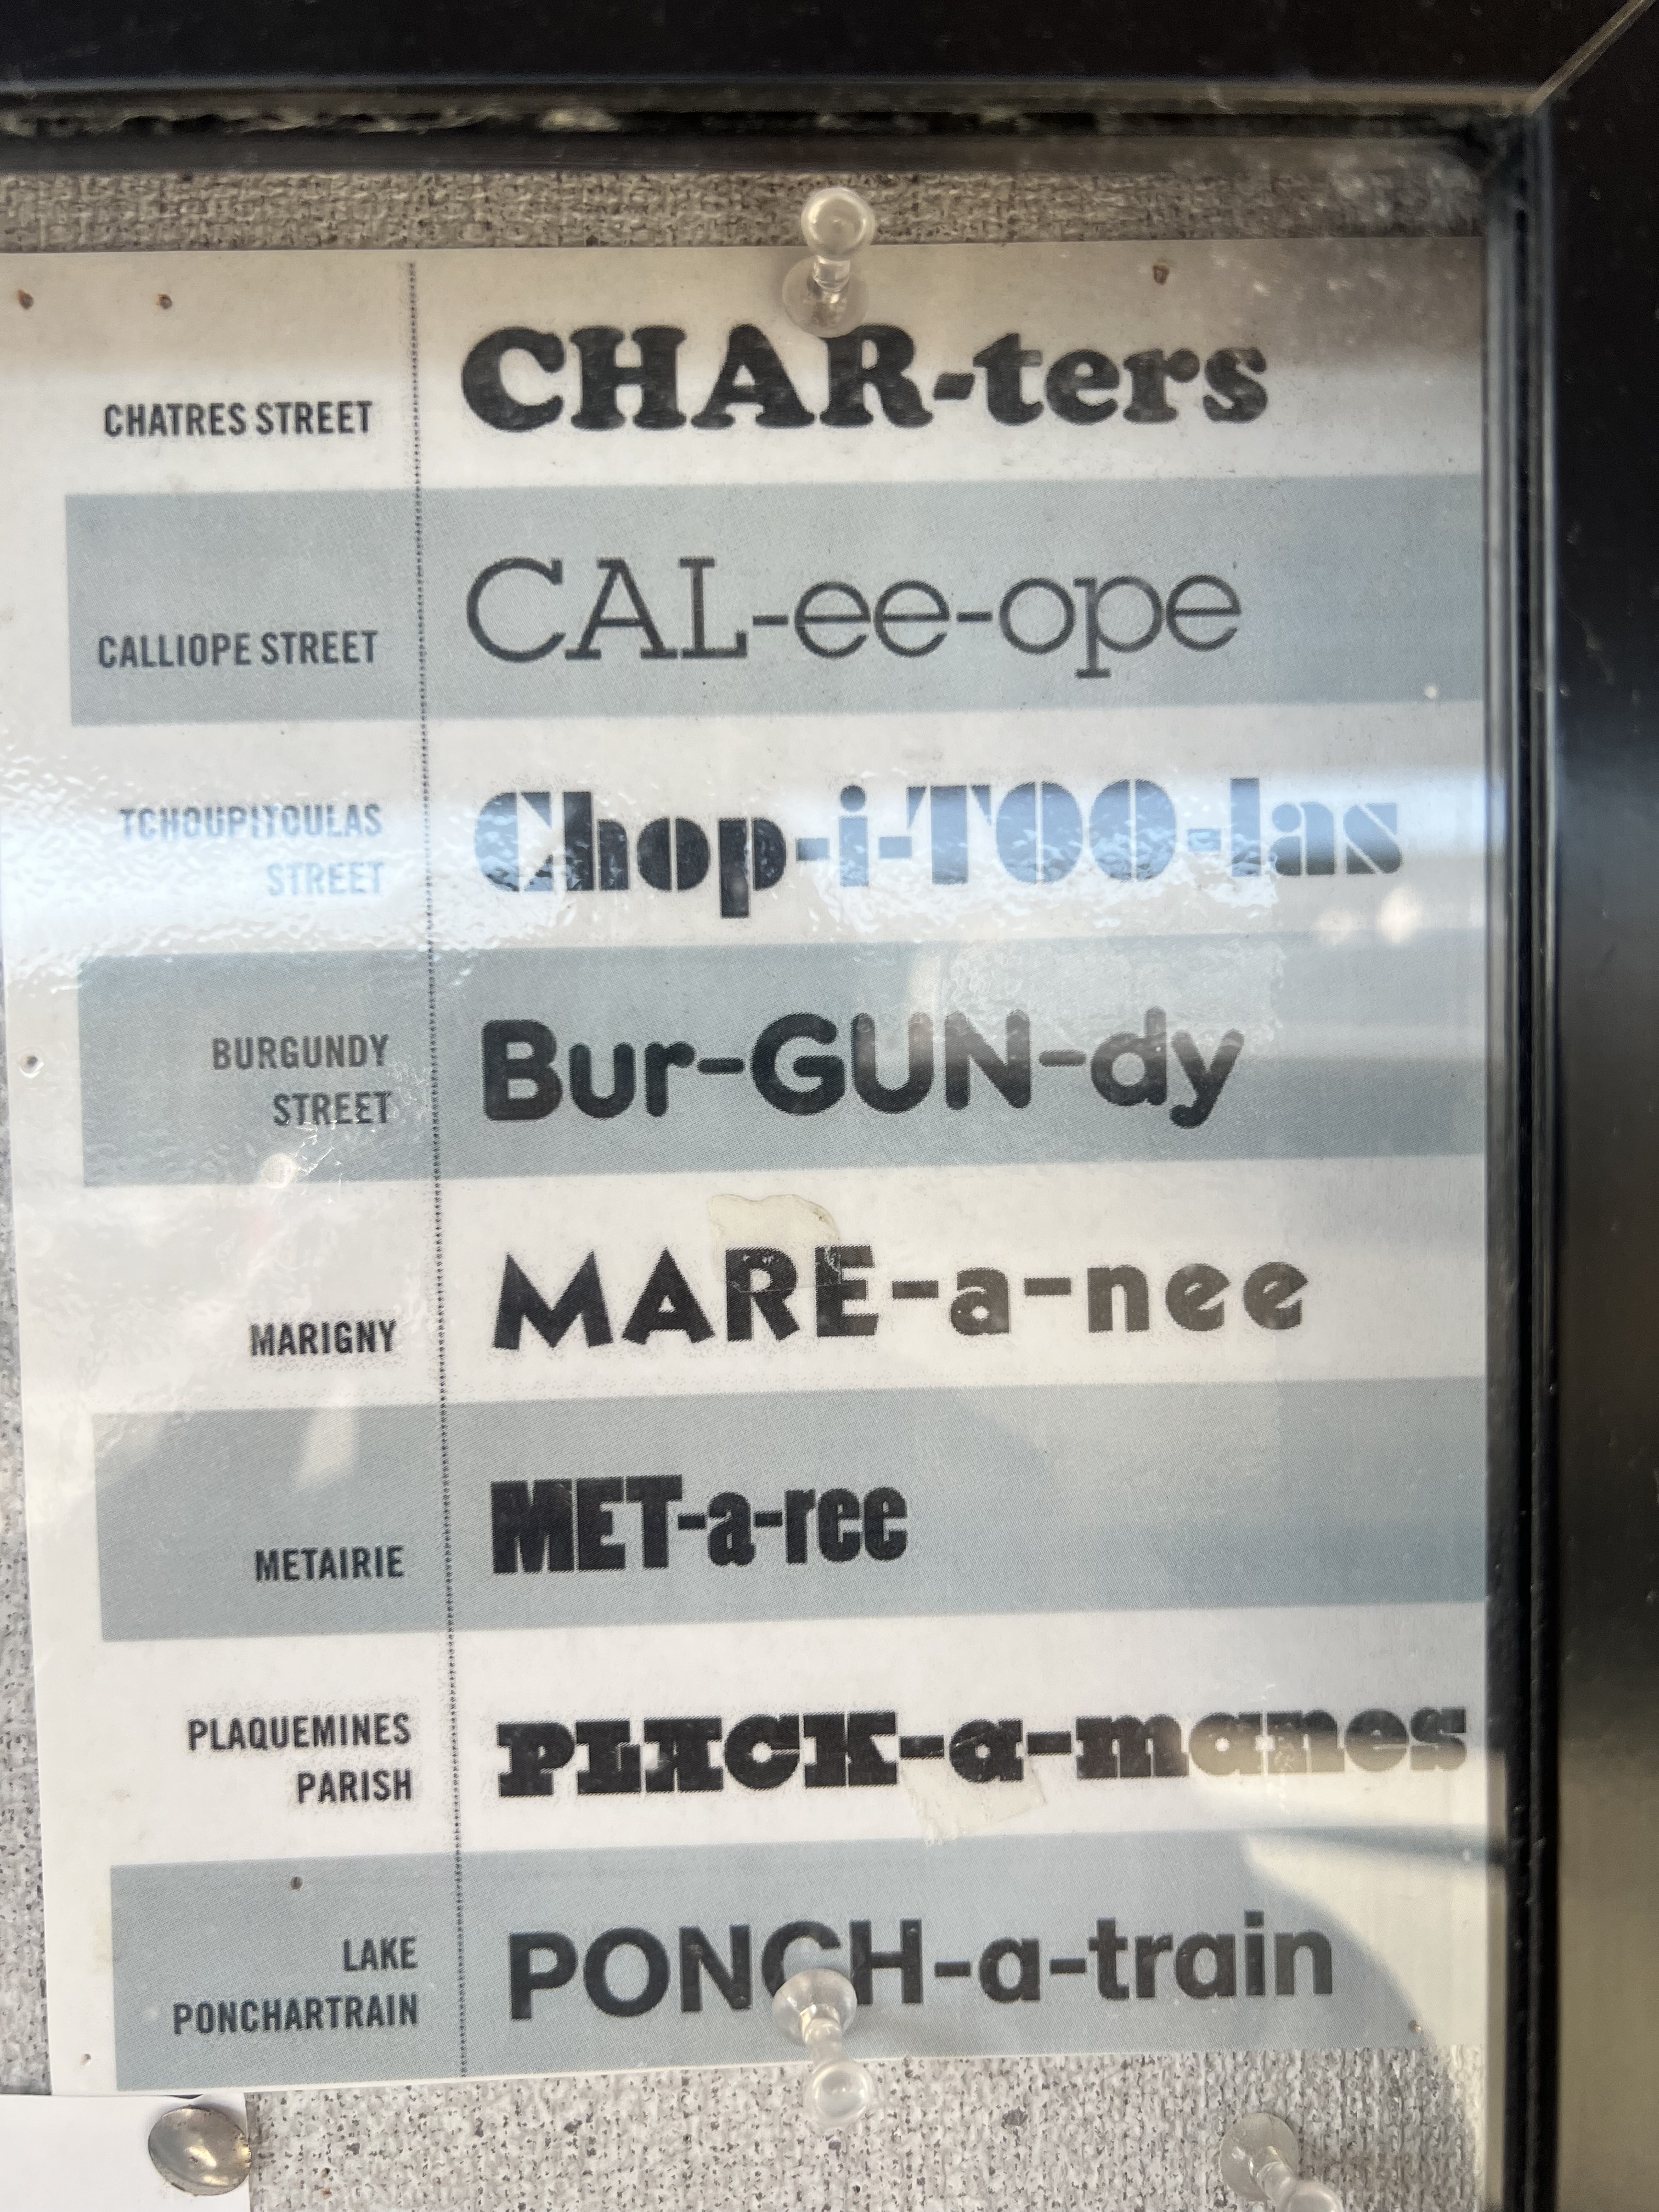 CHATRES STREET CHAR-ters
CALLIOPE STREET CAL-ee-ope
TCHOUPITOULAS
STREET
Chop-i-TOO-las
BURGUNDY
STREET
Bur-GUN-dy
MARIGNY MARE-a-nee
METAIRIE MET-a-ree
PLAQUEMINES
PARISH
PLACK-a-manes
LAKE
PONCHARTRAIN
PONCH-a-train